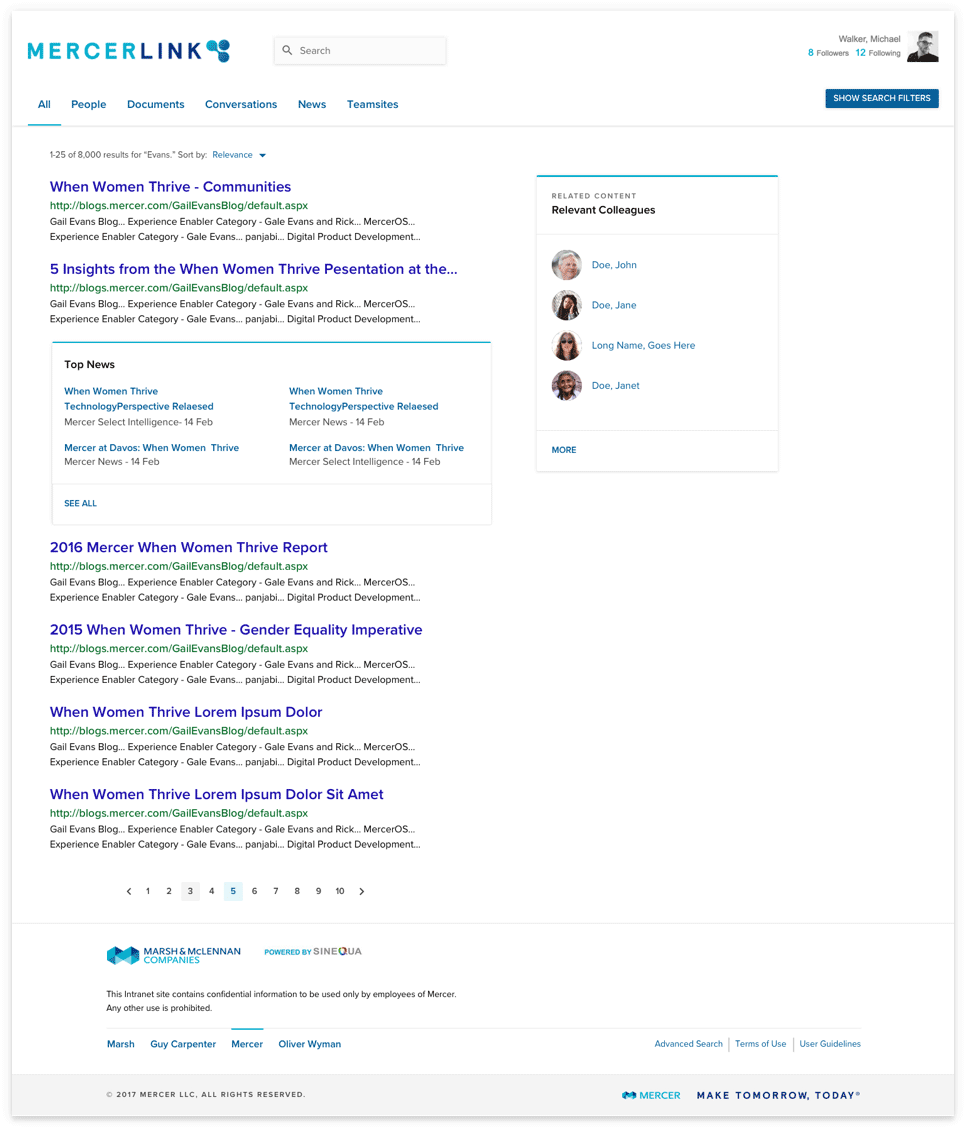 MERCERLINK
Search
Walker, Michael
8 Followers 12 Following
All People Documents Conversations News Teamsites
SHOW SEARCH FILTERS
1-25 of 8,000 results for “Evans.” Sort by: Relevance
When Women Thrive - Communities
http://blogs.mercer.com/GailEvansBlog/default.aspx
Gail Evans Blog... Experience Enabler Category - Gale Evans and Rick... MercerOS...
Experience Enabler Category - Gale Evans... panjabi... Digital Product Development...
5 Insights from the When Women Thrive Pesentation at the...
http://blogs.mercer.com/GailEvansBlog/default.aspx
Gail Evans Blog... Experience Enabler Category - Gale Evans and Rick... MercerOS...
Experience Enabler Category - Gale Evans... panjabi... Digital Product Development...
Top News
When Women Thrive
TechnologyPerspective Relaesed
Mercer Select Intelligence- 14 Feb
When Women Thrive
TechnologyPerspective Relaesed
Mercer News - 14 Feb
Mercer at Davos: When Women Thrive
Mercer News - 14 Feb
Mercer at Davos: When Women Thrive
Mercer Select Intelligence - 14 Feb
SEE ALL
2016 Mercer When Women Thrive Report
http://blogs.mercer.com/GailEvansBlog/default.aspx
Gail Evans Blog... Experience Enabler Category - Gale Evans and Rick... MercerOS...
Experience Enabler Category - Gale Evans... panjabi... Digital Product Development...
2015 When Women Thrive - Gender Equality Imperative
http://blogs.mercer.com/GailEvansBlog/default.aspx
Gail Evans Blog... Experience Enabler Category - Gale Evans and Rick... MercerOS...
Experience Enabler Category - Gale Evans... panjabi... Digital Product Development...
When Women Thrive Lorem Ipsum Dolor
http://blogs.mercer.com/GailEvansBlog/default.aspx
Gail Evans Blog... Experience Enabler Category - Gale Evans and Rick... MercerOS...
Experience Enabler Category - Gale Evans... panjabi... Digital Product Development...
When Women Thrive Lorem Ipsum Dolor Sit Amet
http://blogs.mercer.com/GailEvansBlog/default.aspx
Gail Evans Blog... Experience Enabler Category - Gale Evans and Rick... MercerOS...
Experience Enabler Category - Gale Evans... panjabi... Digital Product Development...
RELATED CONTENT
Relevant Colleagues
Doe, John
Doe, Jane
Long Name, Goes Here
Doe, Janet
MORE
1 2 3 4 5 6 7 8 9 10
MARSH & McLENNAN
COMPANIES
POWERED BY SINEQUA
This Intranet site contains confidential information to be used only by employees of Mercer.
Any other use is prohibited.
Marsh Guy Carpenter Mercer Oliver Wyman
Advanced Search Terms of Use User Guidelines
© 2017 MERCER LLC, ALL RIGHTS RESERVED.
MERCER MAKE TOMORROW, TODAY®